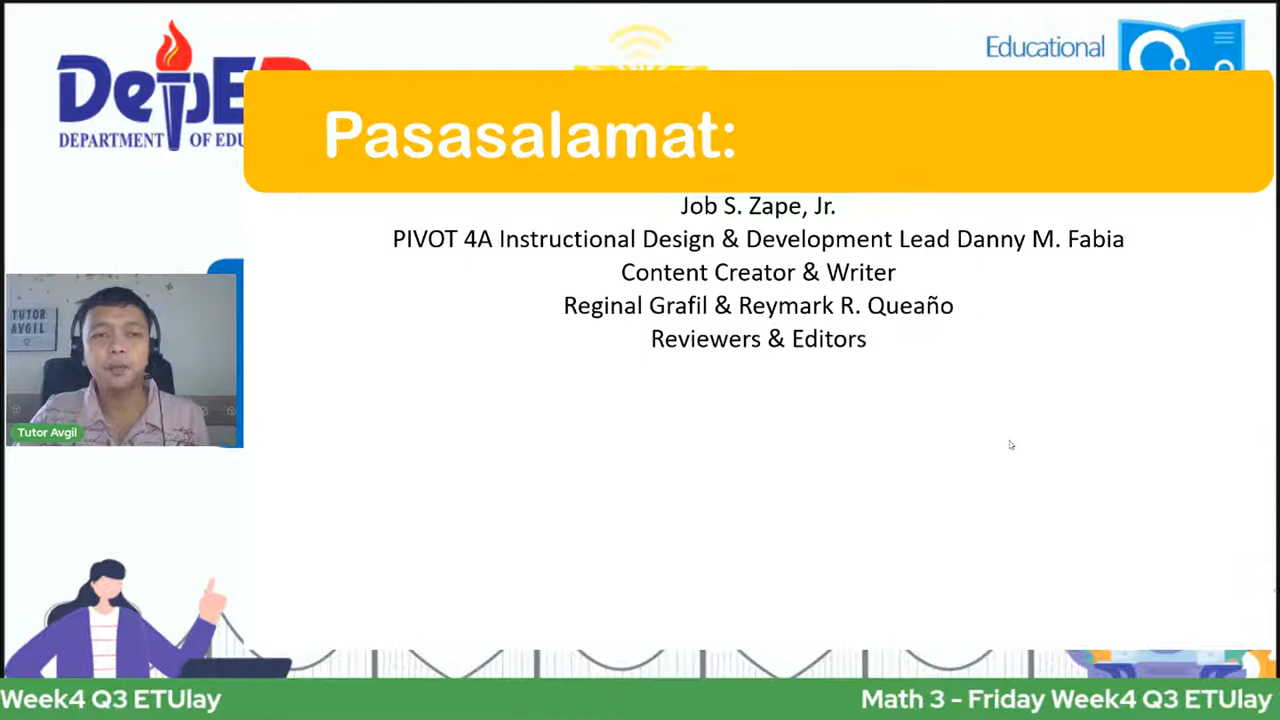 DepED
DEPARTMENT OF EDU
Educational
Pasasalamat:
Job S. Zape, Jr.
PIVOT 4A Instructional Design & Development Lead Danny M. Fabia
Content Creator & Writer
Reginal Grafil & Reymark R. Queaño
Reviewers & Editors
TUTOR
AVGIL
Tutor Avgil
Week4 Q3 ETUlay
Math 3 - Friday Week4 Q3 ETUlay